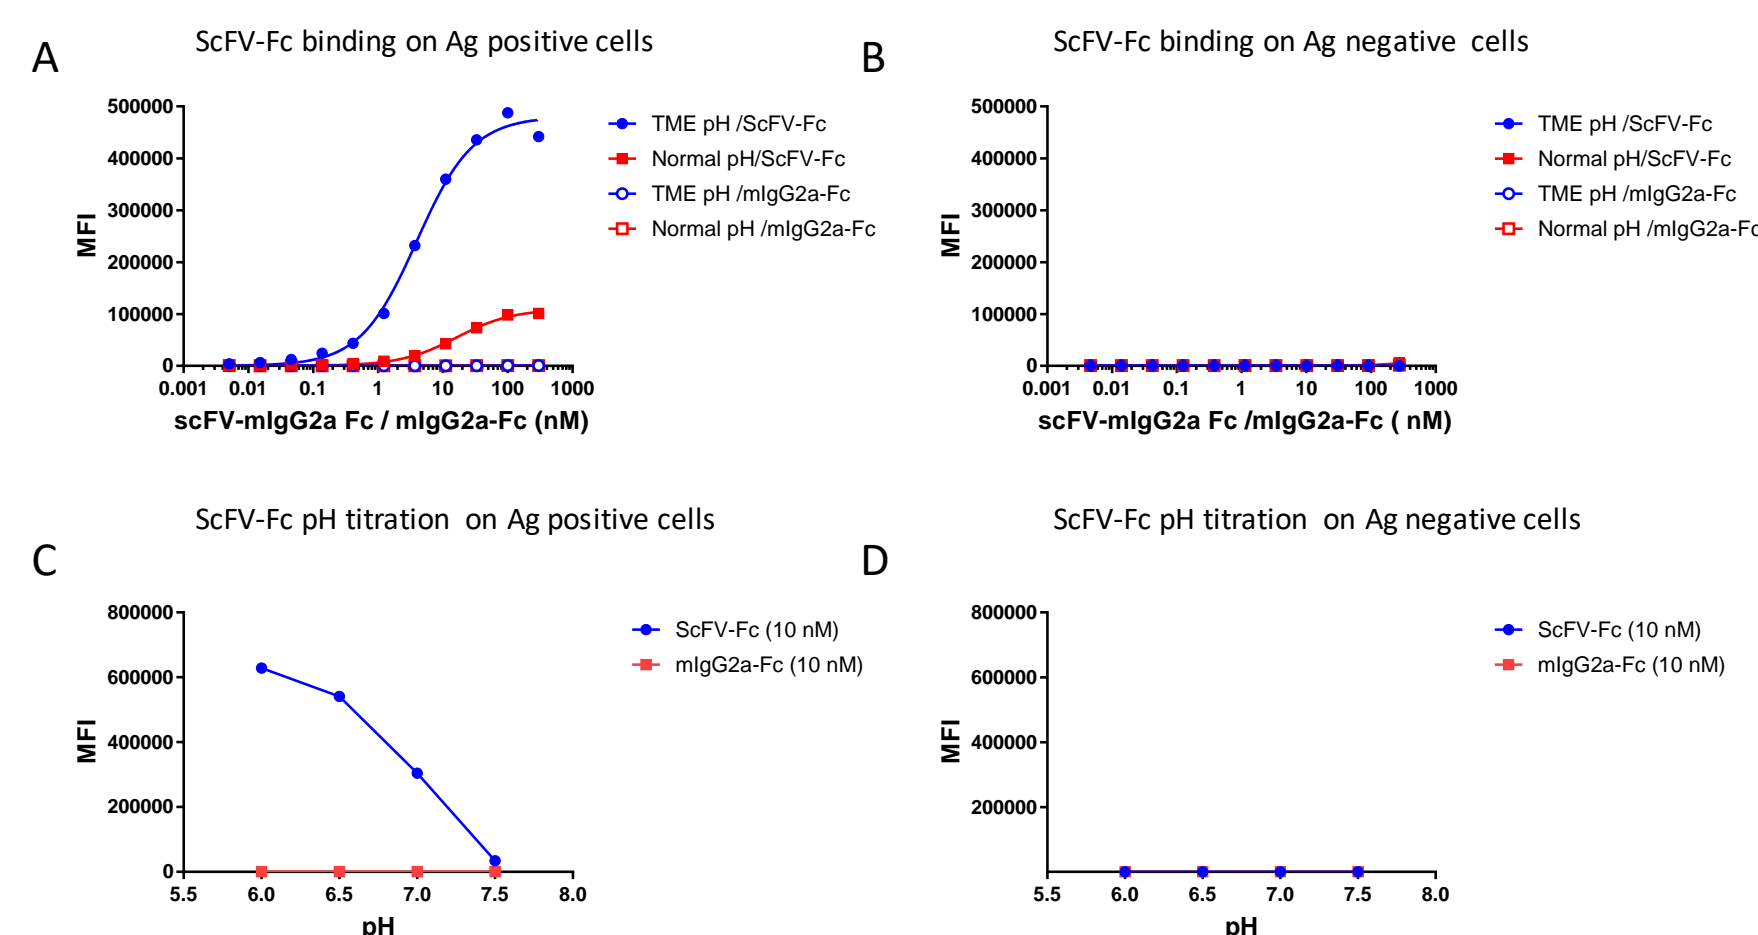 A
ScFV-Fc binding on Ag positive cells
500000
400000
300000
200000
100000
0
MFI
0.001 0.01 0.1 1 10 100 1000
scFV-mIgG2a Fc / mIgG2a-Fc (nM)
TME pH /ScFV-Fc
Normal pH/ScFV-Fc
TME pH /mIgG2a-Fc
Normal pH /mIgG2a-Fc
B
ScFV-Fc binding on Ag negative cells
500000
400000
300000
200000
100000
0
MFI
0.001 0.01 0.1 1 10 100 1000
scFV-mIgG2a Fc /mIgG2a-Fc ( nM)
TME pH /ScFV-Fc
Normal pH/ScFV-Fc
TME pH /mIgG2a-Fc
Normal pH /mIgG2a-Fc
C
ScFV-Fc pH titration on Ag positive cells
800000
600000
400000
200000
0
MFI
5.5 6.0 6.5 7.0 7.5 8.0
pH
ScFV-Fc (10 nM)
mIgG2a-Fc (10 nM)
D
ScFV-Fc pH titration on Ag negative cells
800000
600000
400000
200000
MFI
5.5 6.0 6.5 7.0 7.5 8.0
pH
ScFV-Fc (10 nM)
mIgG2a-Fc (10 nM)